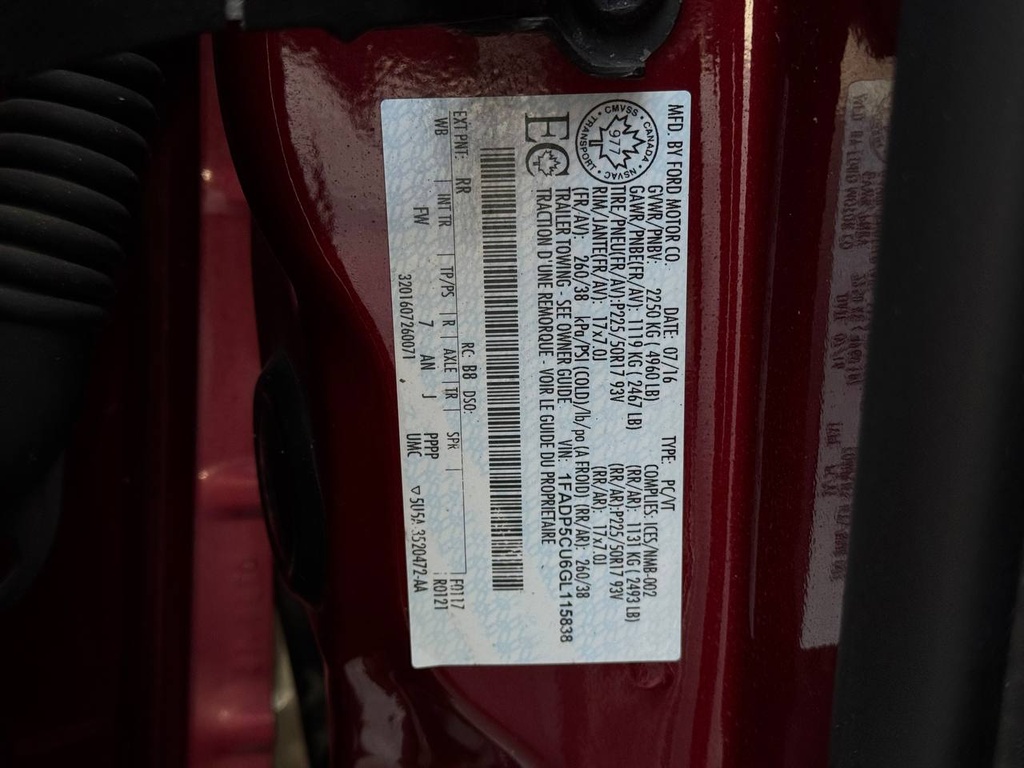 MFD. BY FORD MOTOR CO. DATE: 07/16 TYPE: PC/VT
GVWR/PNBV: 2250 KG ( 4960 LB) COMPLIES: ICES/NMB-002
GAWR/PNBE(FR/AV): 1119 KG ( 2467 LB) (RR/AR): 1131 KG ( 2493 LB)
TIRE/PNEU(FR/AV):P225/50R17 93V (RR/AR):P225/50R17 93V
RIM/JANTE(FR/AV): 17x7.0J (RR/AR): 17x7.0J
(FR/AV): 260/38 kPa/PSI(COLD)/lb/po(A FROID) (RR/AR): 260/38
TRAILER TOWING - SEE OWNER GUIDE VIN: 1FADP5CU6GL115838
TRACTION D'UNE REMORQUE - VOIR LE GUIDE DU PROPRIETAIRE
CMVSS • CANADA • NSVAC • TRANSPORT
977
EC
EXT PNT: RR RC: B8 DSO: F0117
WB | INT TR | TP/PS | R | AXLE | TR | SPR | R0121
FW 7 AN J PPPP
3201607260071 UMC ▽5U5A 3520472-AA